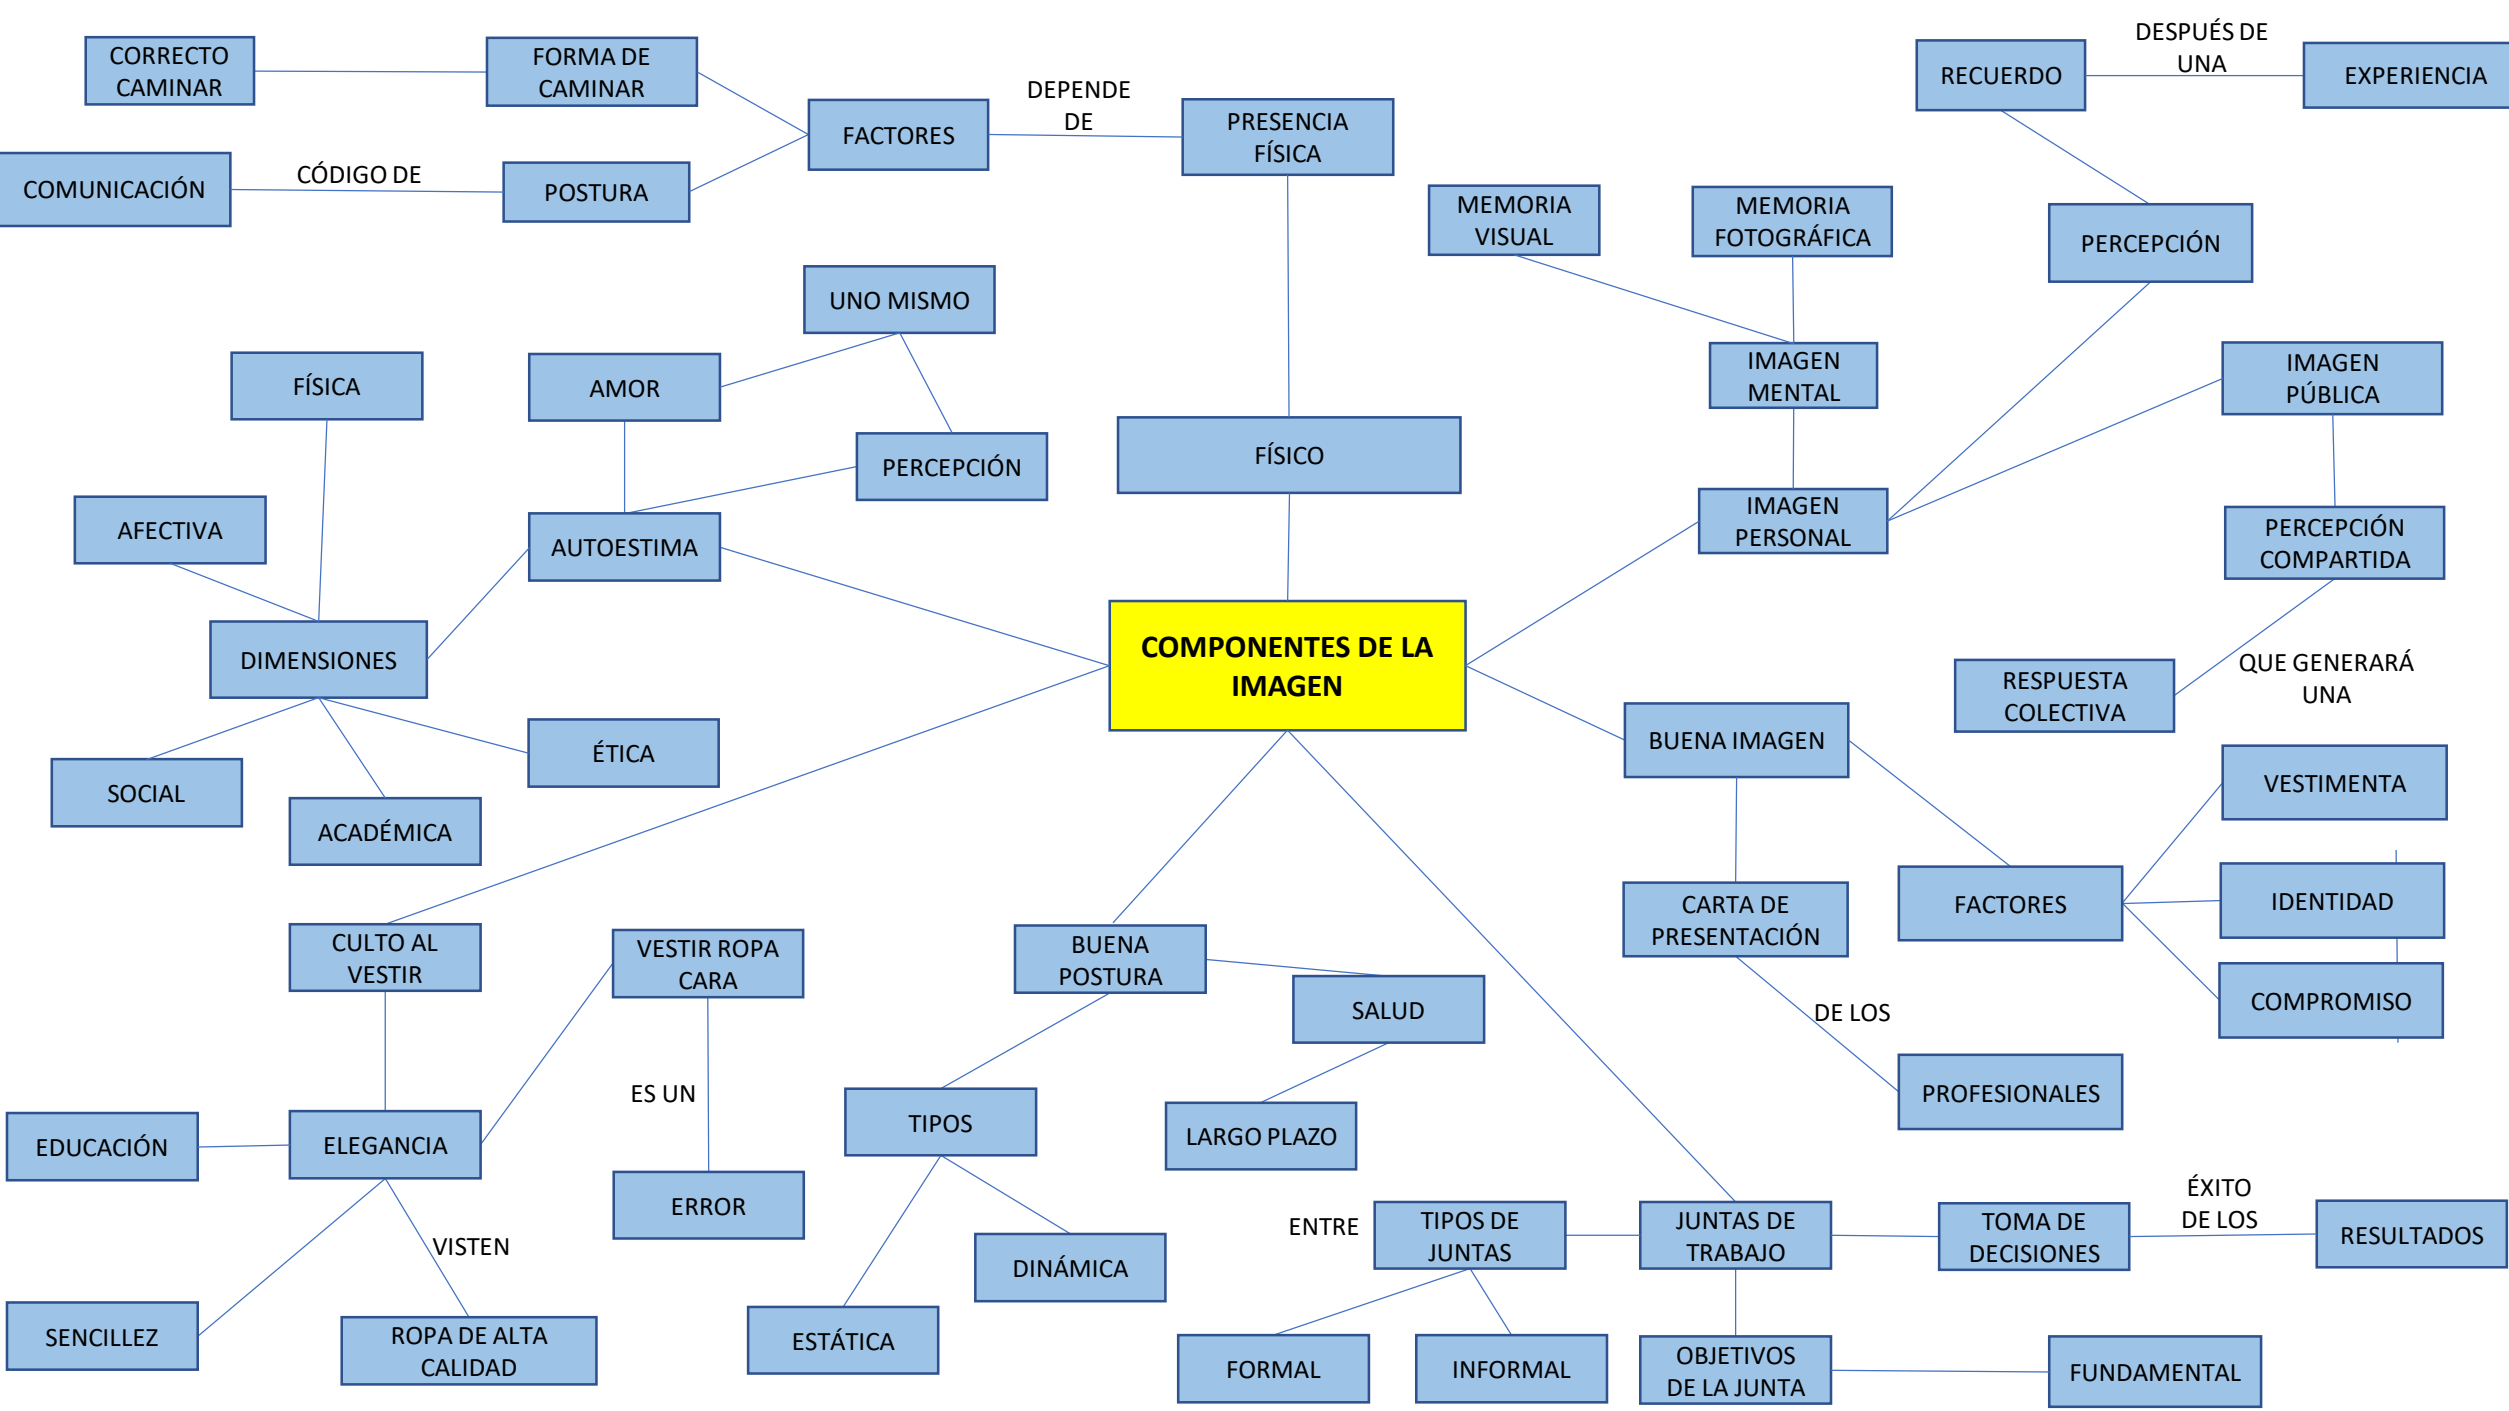 CORRECTO
CAMINAR
FORMA DE
CAMINAR
FACTORES
DEPENDE
DE
PRESENCIA
FÍSICA
COMUNICACIÓN
CÓDIGO DE
POSTURA
RECUERDO
DESPUÉS DE
UNA
EXPERIENCIA
MEMORIA
VISUAL
MEMORIA
FOTOGRÁFICA
PERCEPCIÓN
UNO MISMO
AMOR
PERCEPCIÓN
FÍSICA
AFECTIVA
AUTOESTIMA
FÍSICO
IMAGEN
MENTAL
IMAGEN
PERSONAL
IMAGEN
PÚBLICA
PERCEPCIÓN
COMPARTIDA
QUE GENERARÁ
UNA
RESPUESTA
COLECTIVA
DIMENSIONES
COMPONENTES DE LA
IMAGEN
SOCIAL
ACADÉMICA
ÉTICA
BUENA IMAGEN
VESTIMENTA
FACTORES
IDENTIDAD
COMPROMISO
CARTA DE
PRESENTACIÓN
DE LOS
PROFESIONALES
CULTO AL
VESTIR
VESTIR ROPA
CARA
ES UN
ERROR
EDUCACIÓN
ELEGANCIA
VISTEN
SENCILLEZ
ROPA DE ALTA
CALIDAD
BUENA
POSTURA
SALUD
LARGO PLAZO
TIPOS
DINÁMICA
ESTÁTICA
ENTRE
TIPOS DE
JUNTAS
JUNTAS DE
TRABAJO
TOMA DE
DECISIONES
ÉXITO
DE LOS
RESULTADOS
FORMAL
INFORMAL
OBJETIVOS
DE LA JUNTA
FUNDAMENTAL